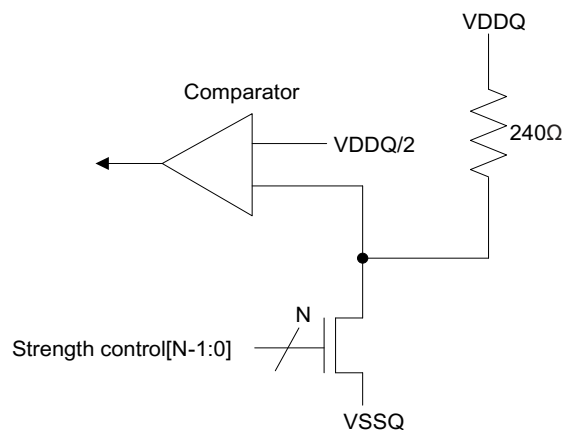 VDDQ
Comparator
240Ω
VDDQ/2
N
Strength control[N-1:0]
VSSQ